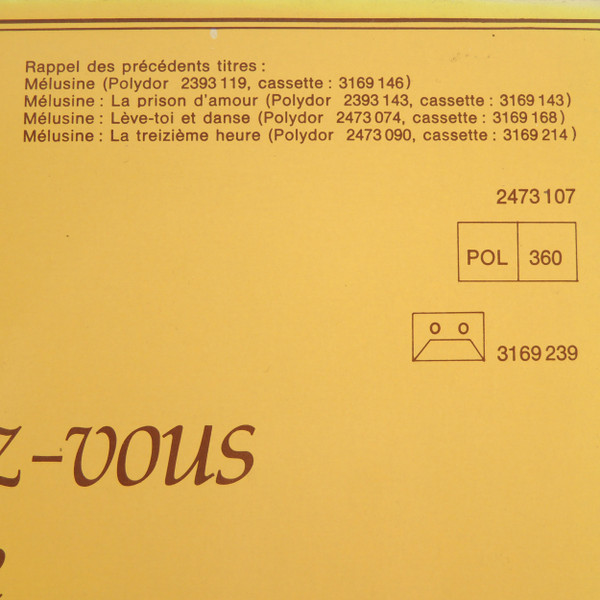 Rappel des précédents titres :
Mélusine (Polydor 2393 119, cassette : 3169 146)
Mélusine : La prison d'amour (Polydor 2393 143, cassette : 3169 143)
Mélusine : Lève-toi et danse (Polydor 2473 074, cassette : 3169 168)
Mélusine : La treizième heure (Polydor 2473 090, cassette : 3169 214)
2473 107
POL 360
3169 239
z-vous